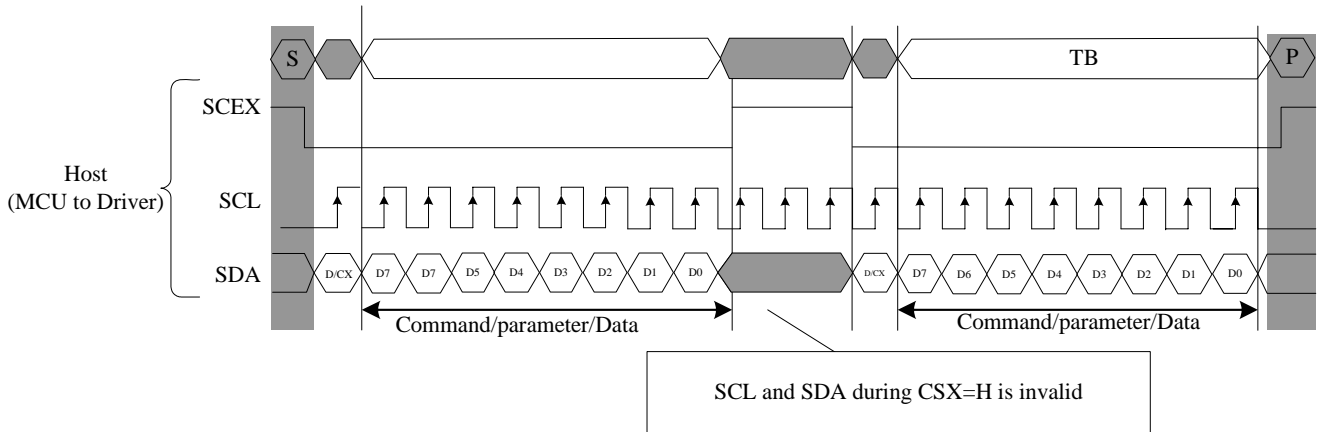 S
TB
P
SCEX
Host
(MCU to Driver)
SCL
SDA
D/CX D7 D7 D5 D4 D3 D2 D1 D0 D/CX D7 D6 D5 D4 D3 D2 D1 D0
Command/parameter/Data
Command/parameter/Data
SCL and SDA during CSX=H is invalid